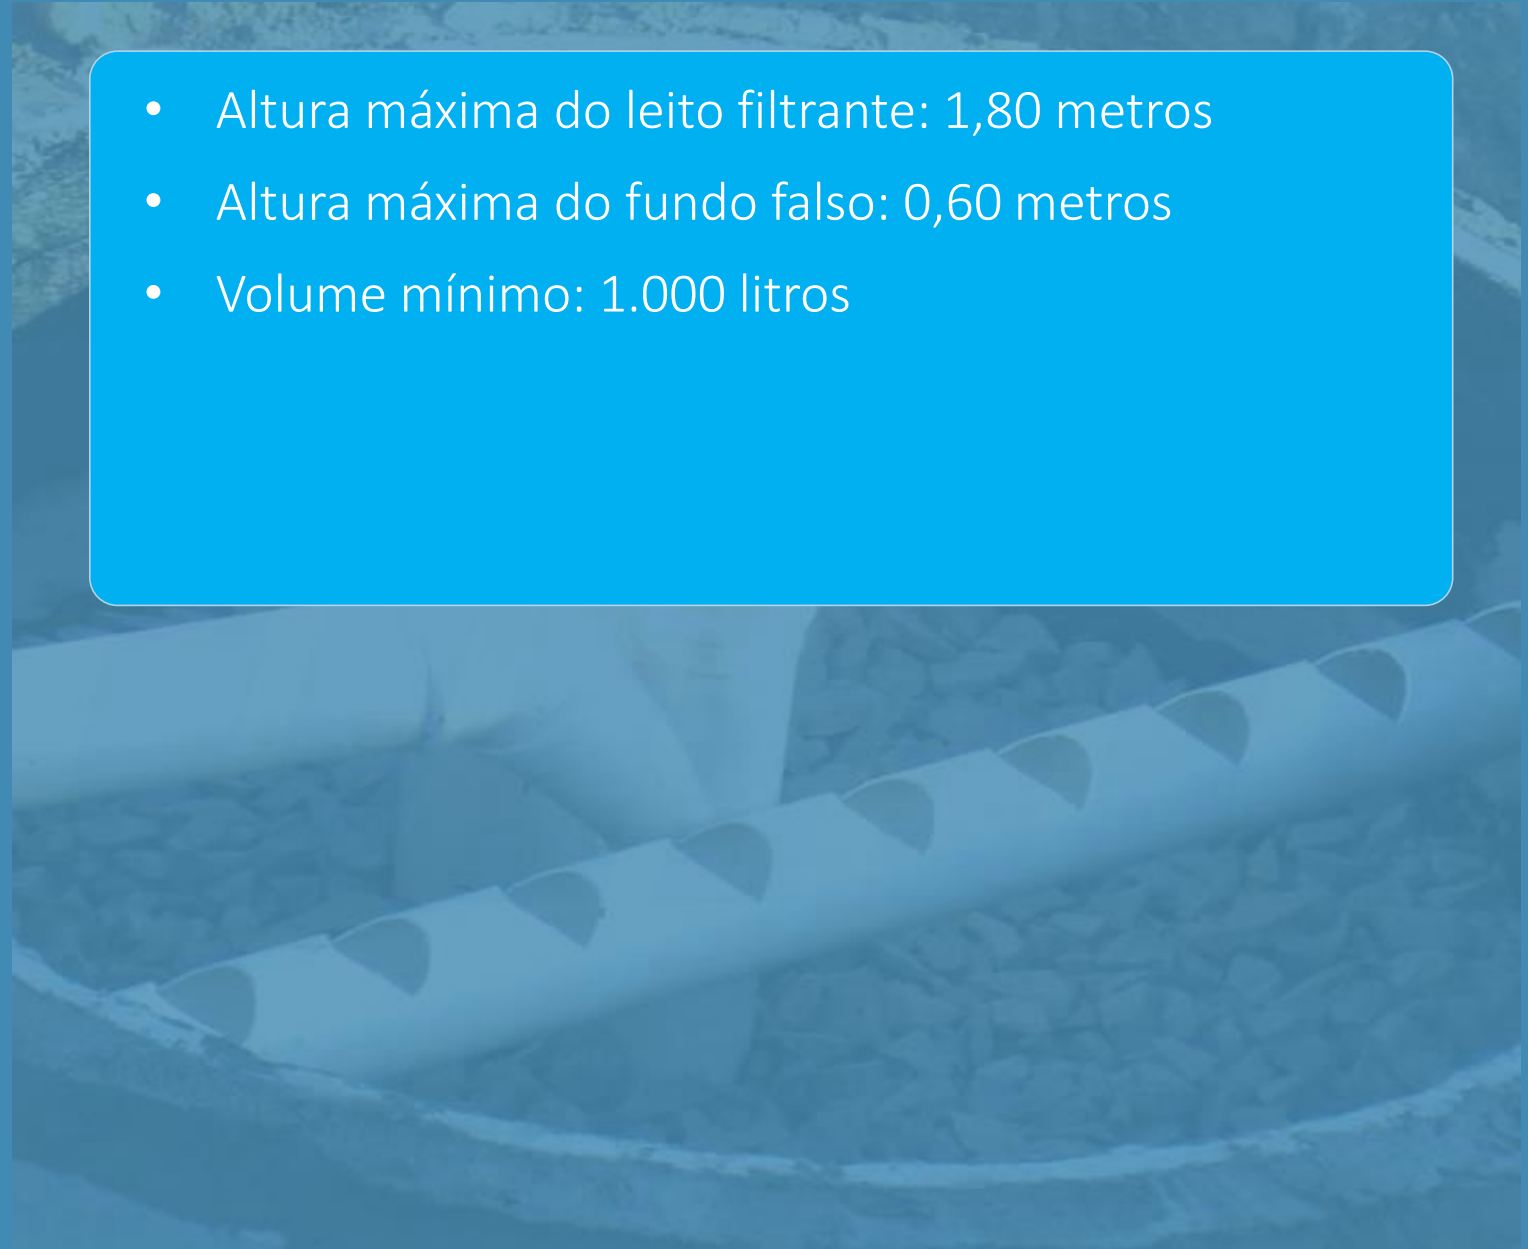 • Altura máxima do leito filtrante: 1,80 metros
• Altura máxima do fundo falso: 0,60 metros
• Volume mínimo: 1.000 litros